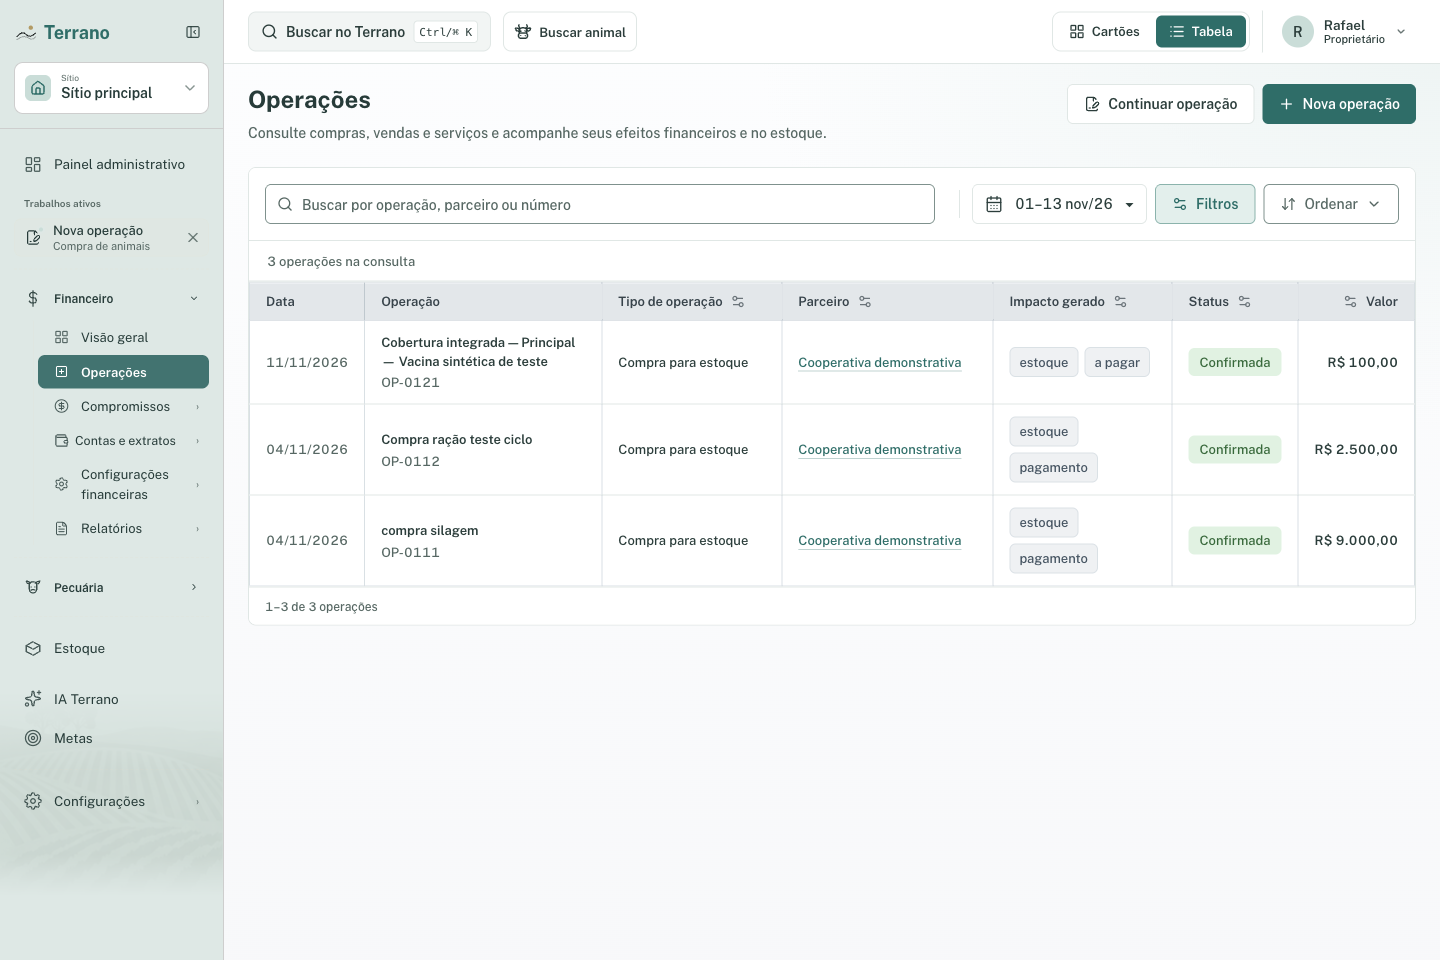 Terrano
Sítio
Sítio principal
Painel administrativo
Trabalhos ativos
Nova operação
Compra de animais
Financeiro
Visão geral
Operações
Compromissos
Contas e extratos
Configurações
financeiras
Relatórios
Pecuária
Estoque
IA Terrano
Metas
Configurações
Buscar no Terrano Ctrl/⌘ K
Buscar animal
Cartões
Tabela
R
Rafael
Proprietário
Operações
Consulte compras, vendas e serviços e acompanhe seus efeitos financeiros e no estoque.
Continuar operação
Nova operação
Buscar por operação, parceiro ou número
01–13 nov/26
Filtros
Ordenar
3 operações na consulta
Data Operação Tipo de operação Parceiro Impacto gerado Status Valor
11/11/2026
Cobertura integrada — Principal
— Vacina sintética de teste
OP-0121
Compra para estoque
Cooperativa demonstrativa
estoque a pagar
Confirmada
R$ 100,00
04/11/2026
Compra ração teste ciclo
OP-0112
Compra para estoque
Cooperativa demonstrativa
estoque
pagamento
Confirmada
R$ 2.500,00
04/11/2026
compra silagem
OP-0111
Compra para estoque
Cooperativa demonstrativa
estoque
pagamento
Confirmada
R$ 9.000,00
1–3 de 3 operações